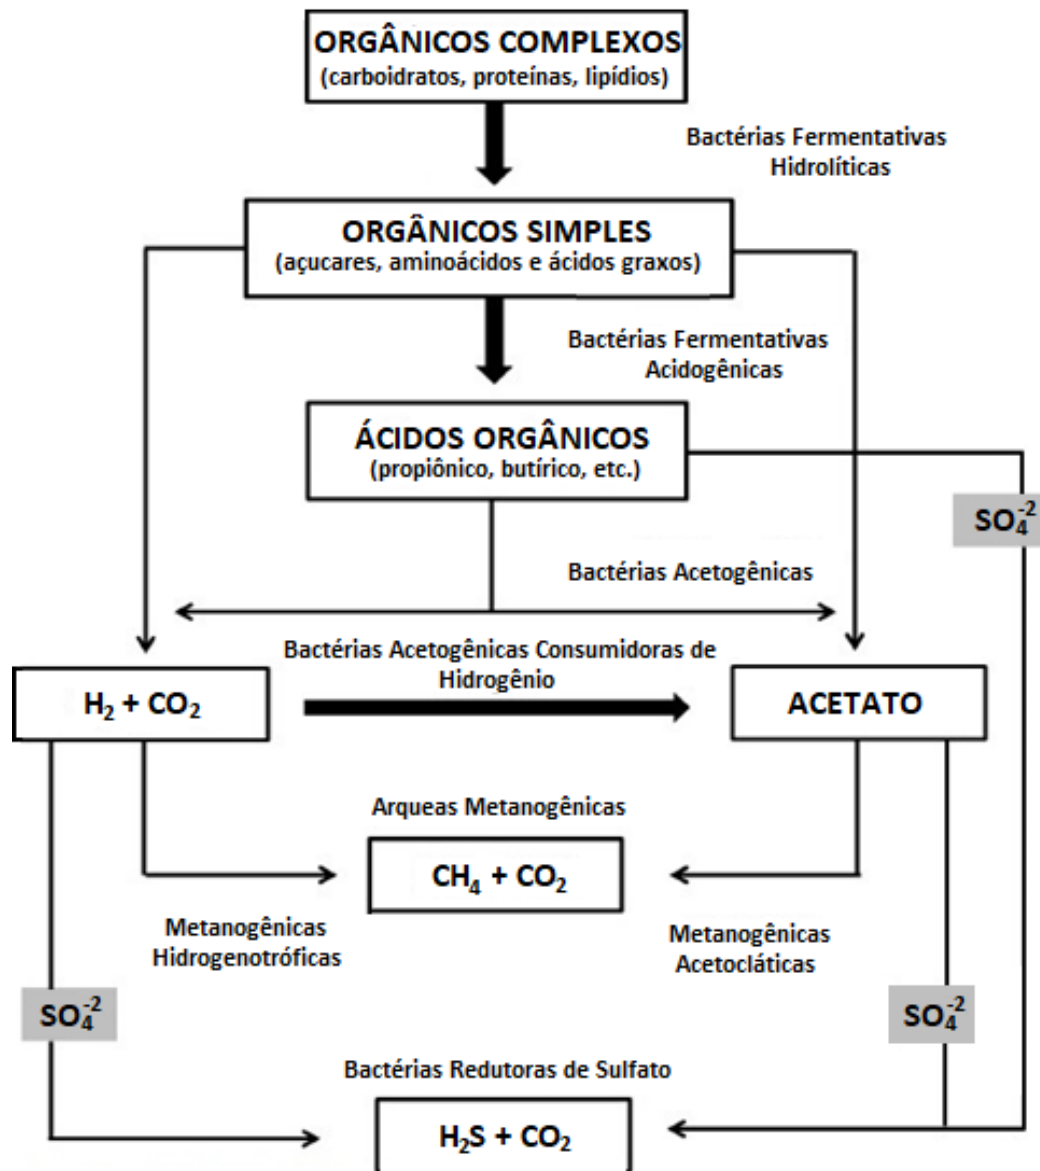 ORGÂNICOS COMPLEXOS
(carboidratos, proteínas, lipídios)
Bactérias Fermentativas
Hidrolíticas
ORGÂNICOS SIMPLES
(açucares, aminoácidos e ácidos graxos)
Bactérias Fermentativas
Acidogênicas
ÁCIDOS ORGÂNICOS
(propiônico, butírico, etc.)
SO₄⁻²
Bactérias Acetogênicas
Bactérias Acetogênicas Consumidoras de
Hidrogênio
H₂ + CO₂
ACETATO
Arqueas Metanogênicas
CH₄ + CO₂
Metanogênicas
Hidrogenotróficas
Metanogênicas
Acetocláticas
SO₄⁻²
SO₄⁻²
Bactérias Redutoras de Sulfato
H₂S + CO₂